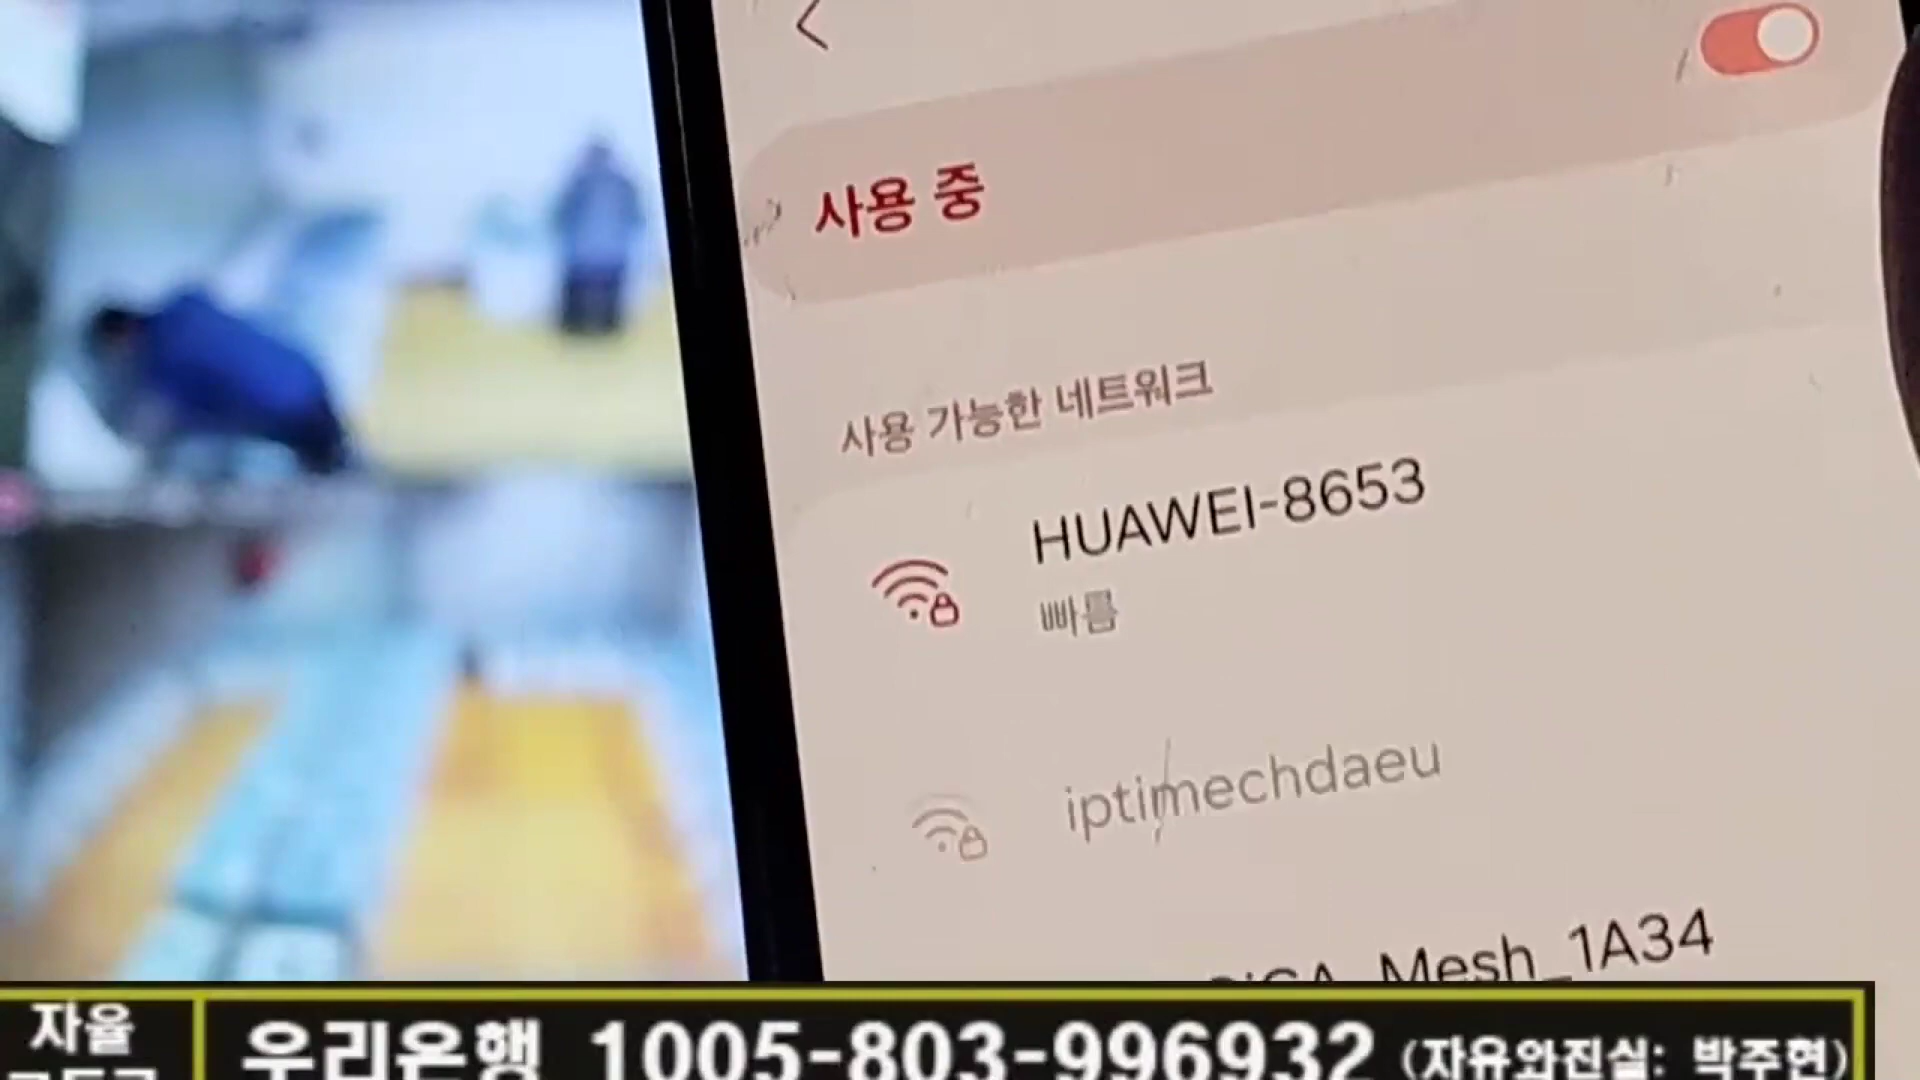 사용 중
사용 가능한 네트워크
HUAWEI-8653
빠름
iptimechdaeu
Mesh_1A34
자율
우리은행 1005-803-996932 (자유와진실: 박주현)